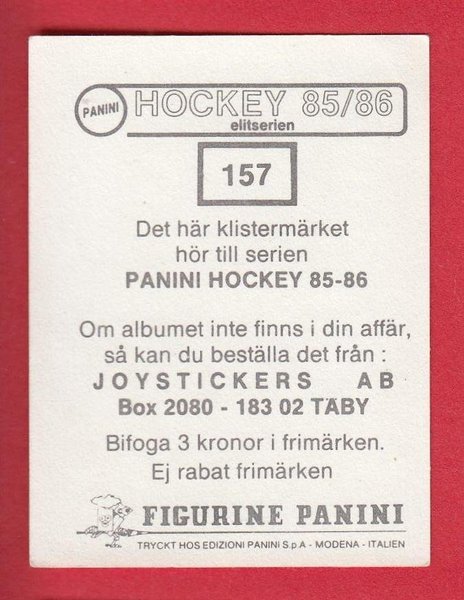 PANINI HOCKEY 85/86
elitserien
157
Det här klistermärket
hör till serien
PANINI HOCKEY 85-86
Om albumet inte finns i din affär,
så kan du beställa det från :
JOYSTICKERS AB
Box 2080 - 183 02 TÄBY
Bifoga 3 kronor i frimärken.
Ej rabat frimärken
FIGURINE PANINI
TRYCKT HOS EDIZIONI PANINI S.p.A - MODENA - ITALIEN